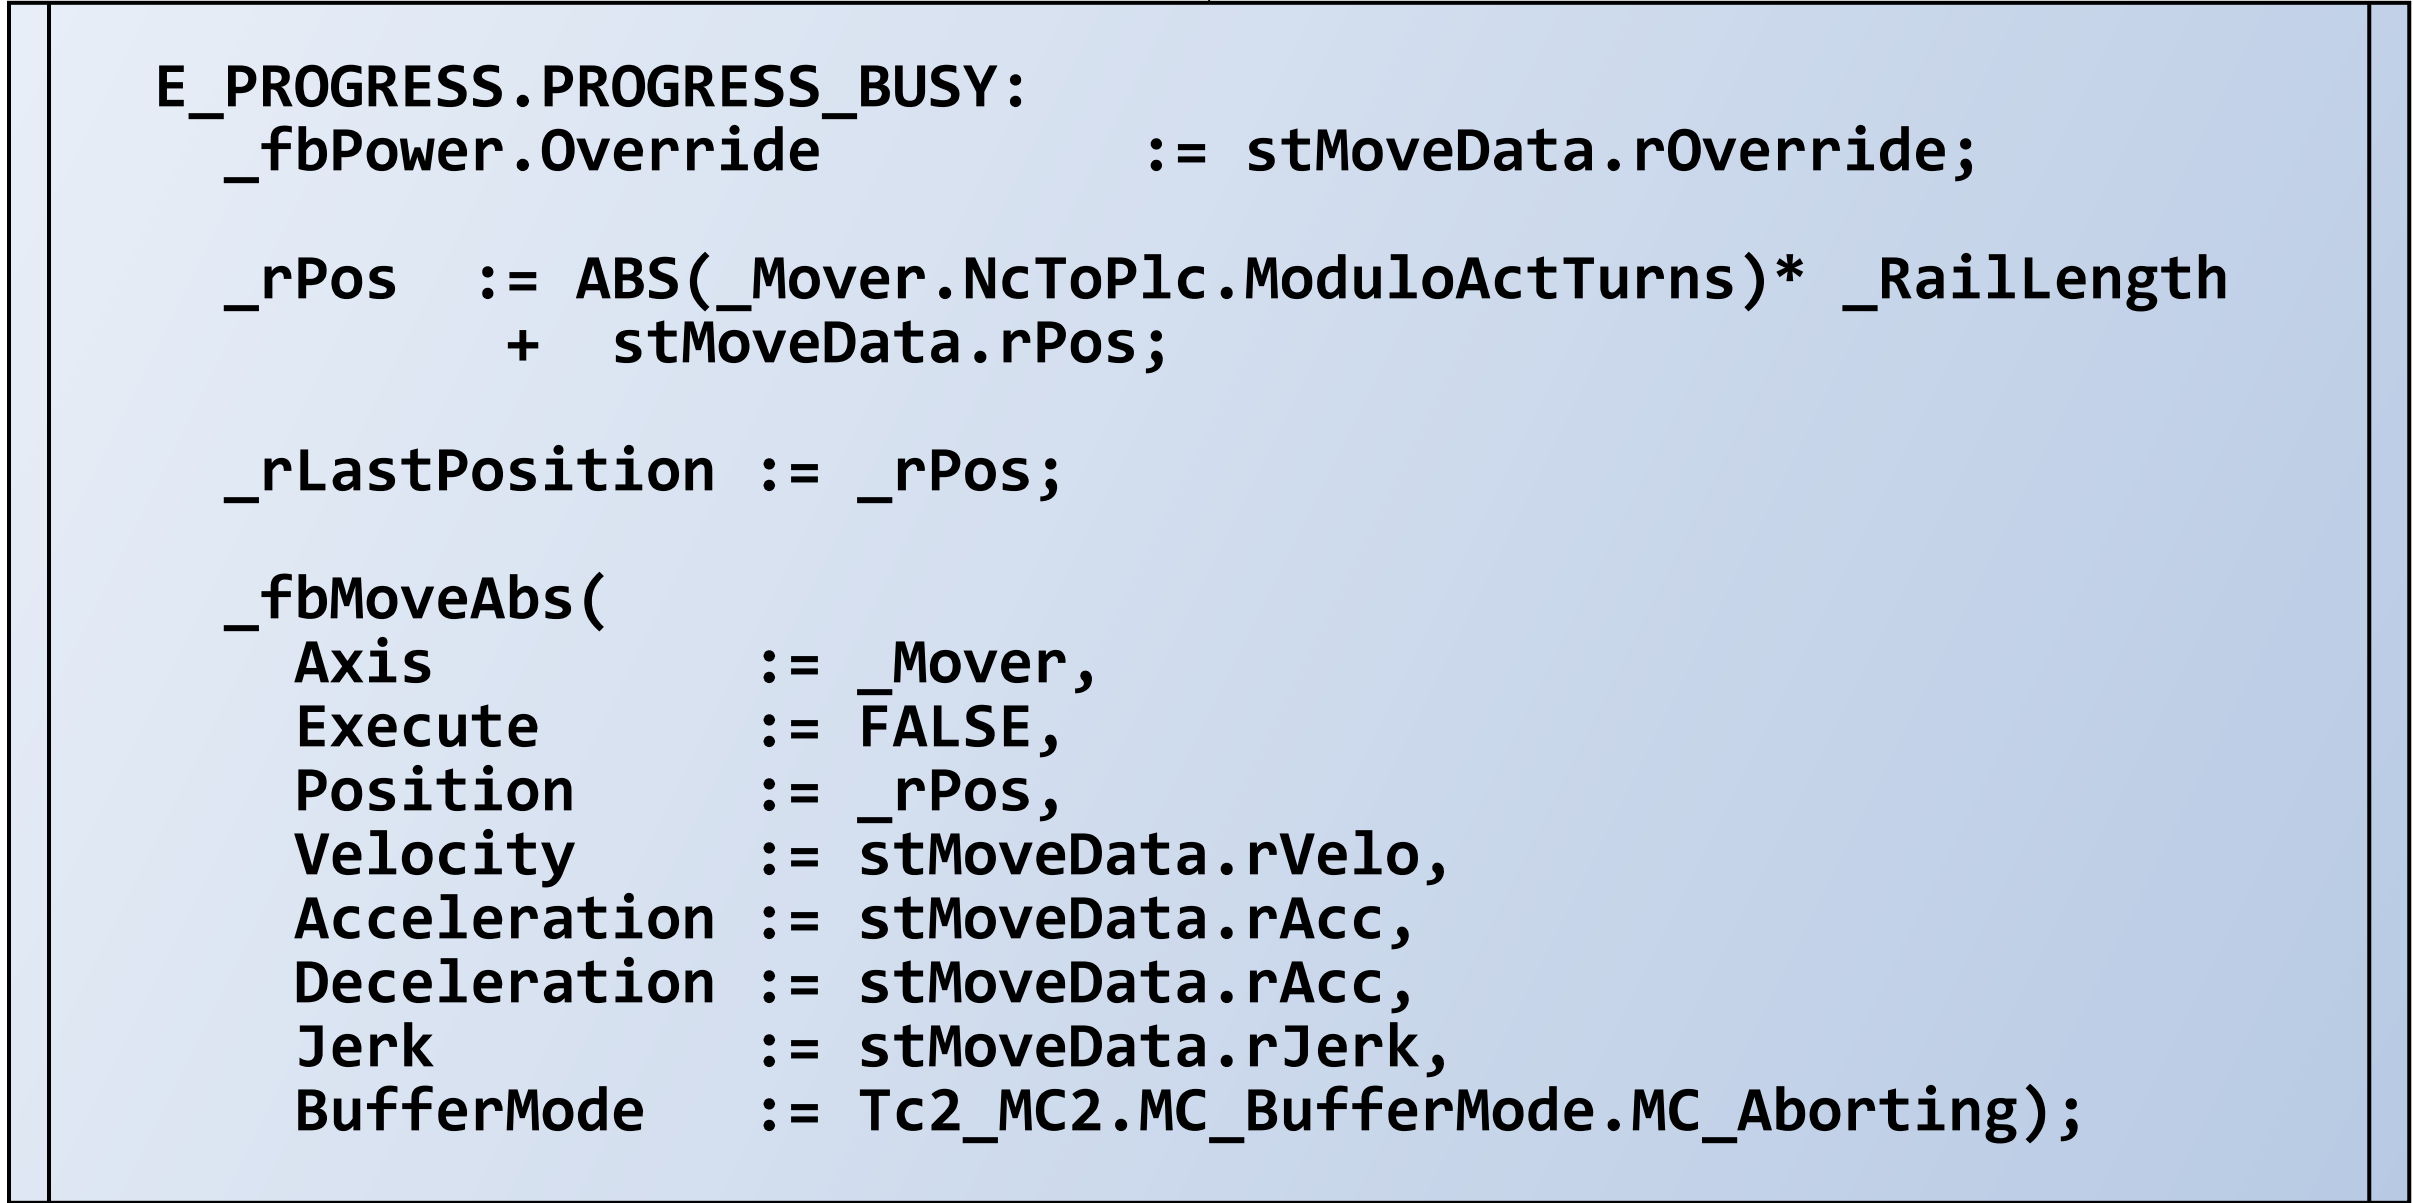 E_PROGRESS.PROGRESS_BUSY:
_fbPower.Override := stMoveData.rOverride;
_rPos := ABS(_Mover.NcToPlc.ModuloActTurns)* _RailLength
+ stMoveData.rPos;
_rLastPosition := _rPos;
_fbMoveAbs(
Axis := _Mover,
Execute := FALSE,
Position := _rPos,
Velocity := stMoveData.rVelo,
Acceleration := stMoveData.rAcc,
Deceleration := stMoveData.rAcc,
Jerk := stMoveData.rJerk,
BufferMode := Tc2_MC2.MC_BufferMode.MC_Aborting);